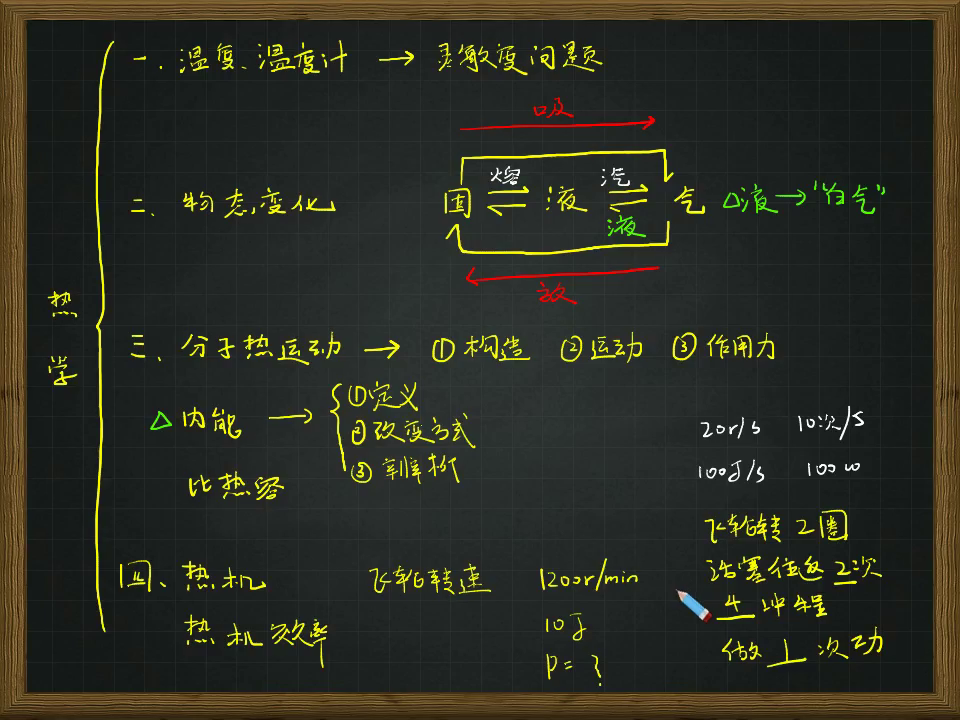 热学
一、温度、温度计 → 灵敏度问题
吸
二、物态变化 固 熔⇌ 液 汽⇌液 气 △液→"白气"
放
三、分子热运动 → ①构造 ②运动 ③作用力
△内能 → ①定义
②改变方式
③解析
比热容
20r/s 10次/s
100J/s 100w
飞轮转2圈
活塞往返2次
4冲程
做1次功
四、热机 飞轮转速 1200r/min
热机效率 10J
P=?